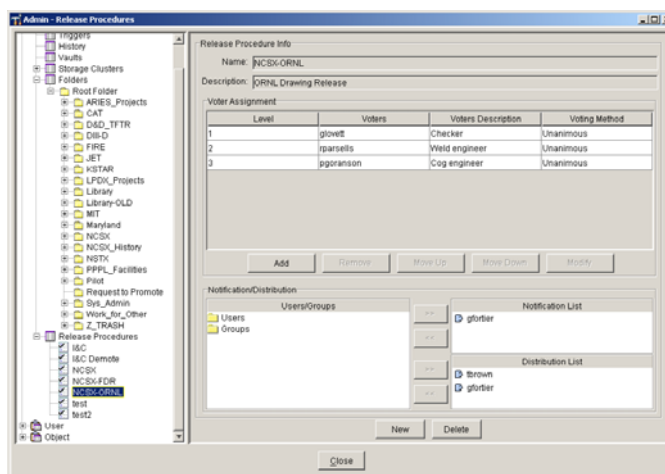 Admin - Release Procedures
Triggers
History
Vaults
Storage Clusters
Folders
Root Folder
ARIES_Projects
CAT
D&D_TFTR
DIII-D
FIRE
JET
KSTAR
LPDX_Projects
Library
Library-OLD
MIT
Maryland
NCSX
NCSX_History
NSTX
PPPL_Facilities
Pilot
Request to Promote
Sys_Admin
Work_for_Other
Z_TRASH
Release Procedures
I&C
I&C Demote
NCSX
NCSX-FDR
NCSX-ORNL
test
test2
User
Object
Release Procedure Info
Name: NCSX-ORNL
Description: ORNL Drawing Release
Voter Assignment
Level Voters Voters Description Voting Method
1 glovett Checker Unanimous
2 rparsells Weld engineer Unanimous
3 pgoranson Cog engineer Unanimous
Add Remove Move Up Move Down Modify
Notification/Distribution
Users/Groups
Users
Groups
>>
<<
>>
<<
Notification List
gfortier
Distribution List
tbrown
gfortier
New Delete
Close